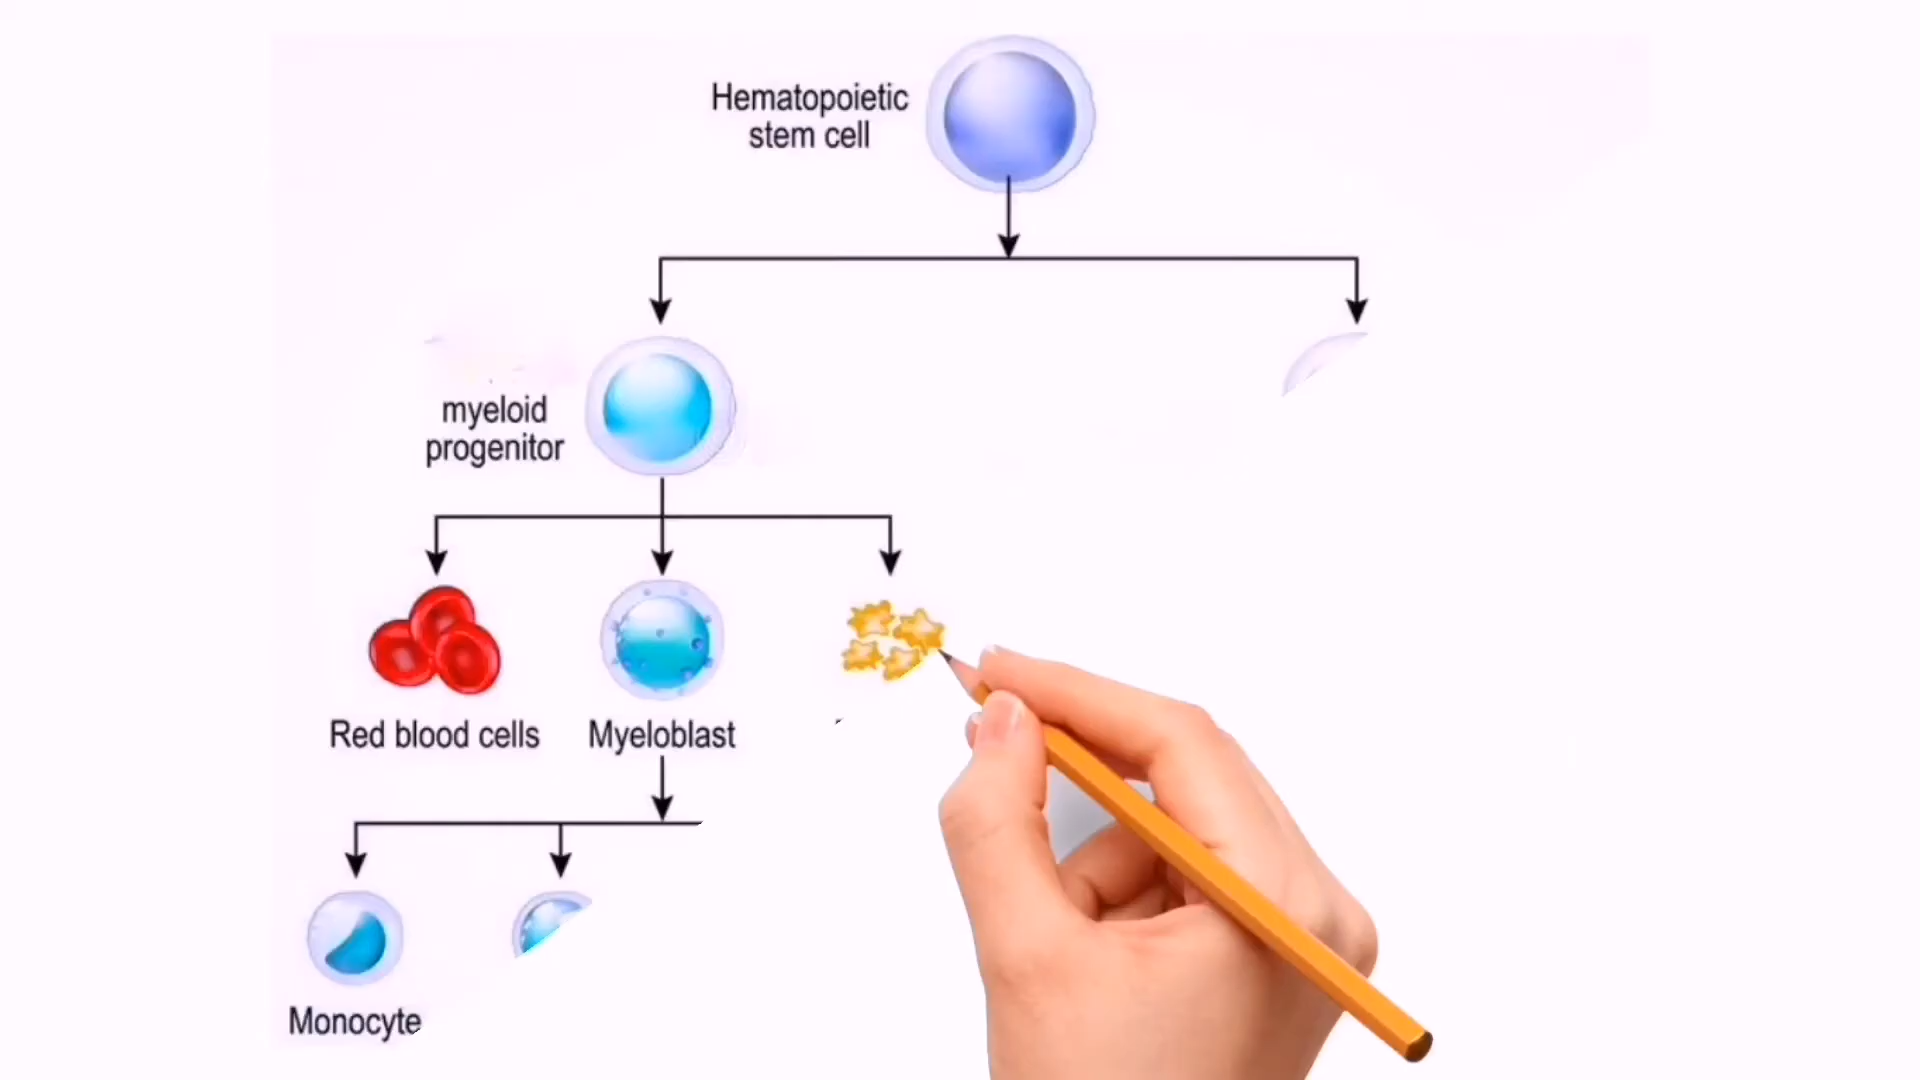 Hematopoietic
stem cell
myeloid
progenitor
Red blood cells
Myeloblast
Monocyte